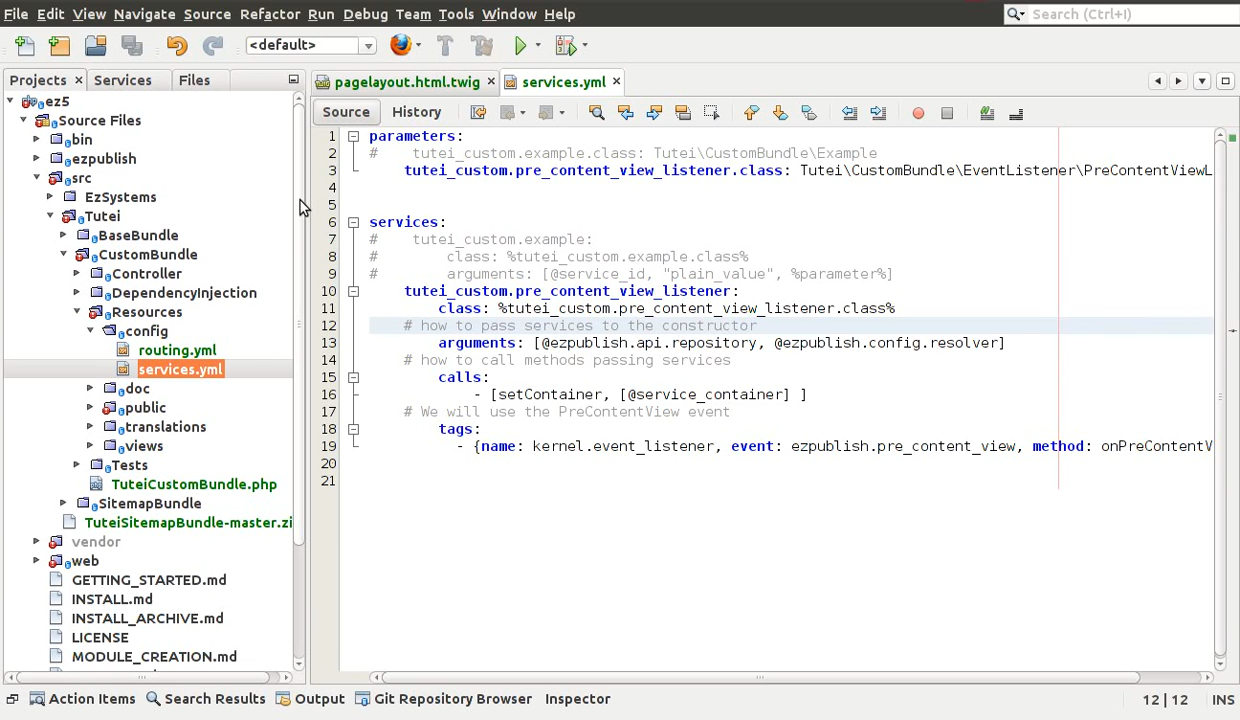 File Edit View Navigate Source Refactor Run Debug Team Tools Window Help
Search (Ctrl+I)
<default>
Projects Services Files
pagelayout.html.twig services.yml
Source History
ez5
Source Files
bin
ezpublish
src
EzSystems
Tutei
BaseBundle
CustomBundle
Controller
DependencyInjection
Resources
config
routing.yml
services.yml
doc
public
translations
views
Tests
TuteiCustomBundle.php
SitemapBundle
TuteiSitemapBundle-master.zi
vendor
web
GETTING_STARTED.md
INSTALL.md
INSTALL_ARCHIVE.md
LICENSE
MODULE_CREATION.md
1 parameters:
2 #    tutei_custom.example.class: Tutei\CustomBundle\Example
3     tutei_custom.pre_content_view_listener.class: Tutei\CustomBundle\EventListener\PreContentViewL
4
5
6 services:
7 #    tutei_custom.example:
8 #        class: %tutei_custom.example.class%
9 #        arguments: [@service_id, "plain_value", %parameter%]
10     tutei_custom.pre_content_view_listener:
11         class: %tutei_custom.pre_content_view_listener.class%
12     # how to pass services to the constructor
13         arguments: [@ezpublish.api.repository, @ezpublish.config.resolver]
14     # how to call methods passing services
15         calls:
16             - [setContainer, [@service_container] ]
17     # We will use the PreContentView event
18         tags:
19           - {name: kernel.event_listener, event: ezpublish.pre_content_view, method: onPreContentV
20
21
Action Items Search Results Output Git Repository Browser Inspector
12 | 12 INS